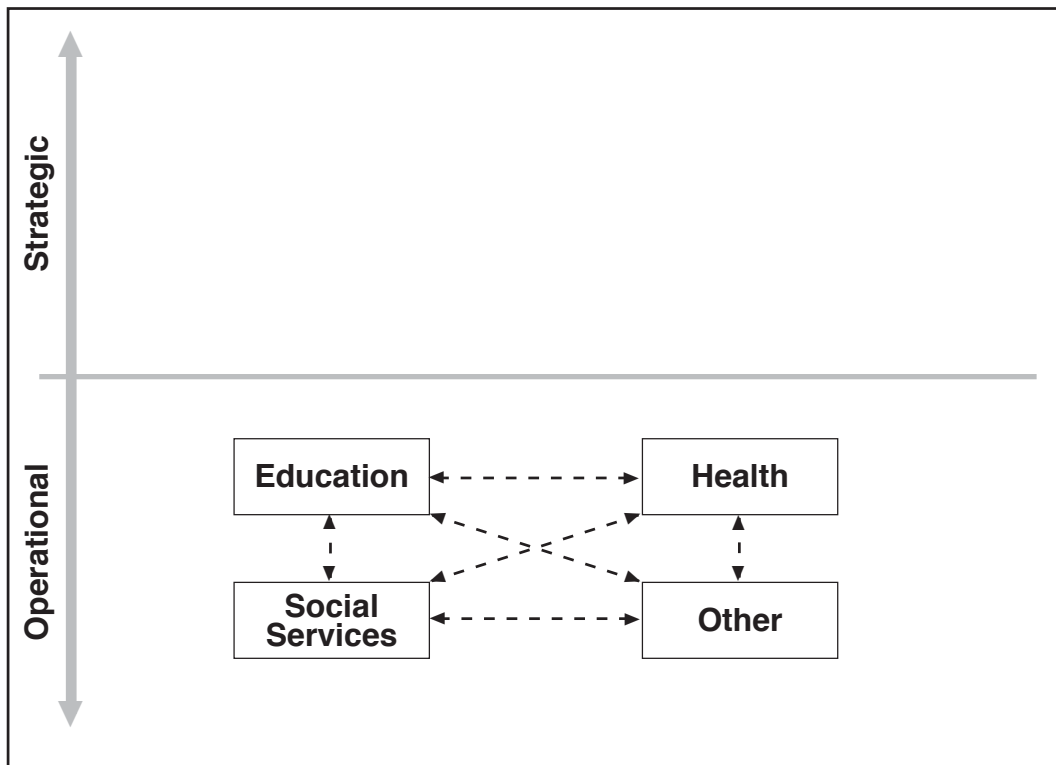 Strategic
Operational
Education
Health
Social
Services
Other